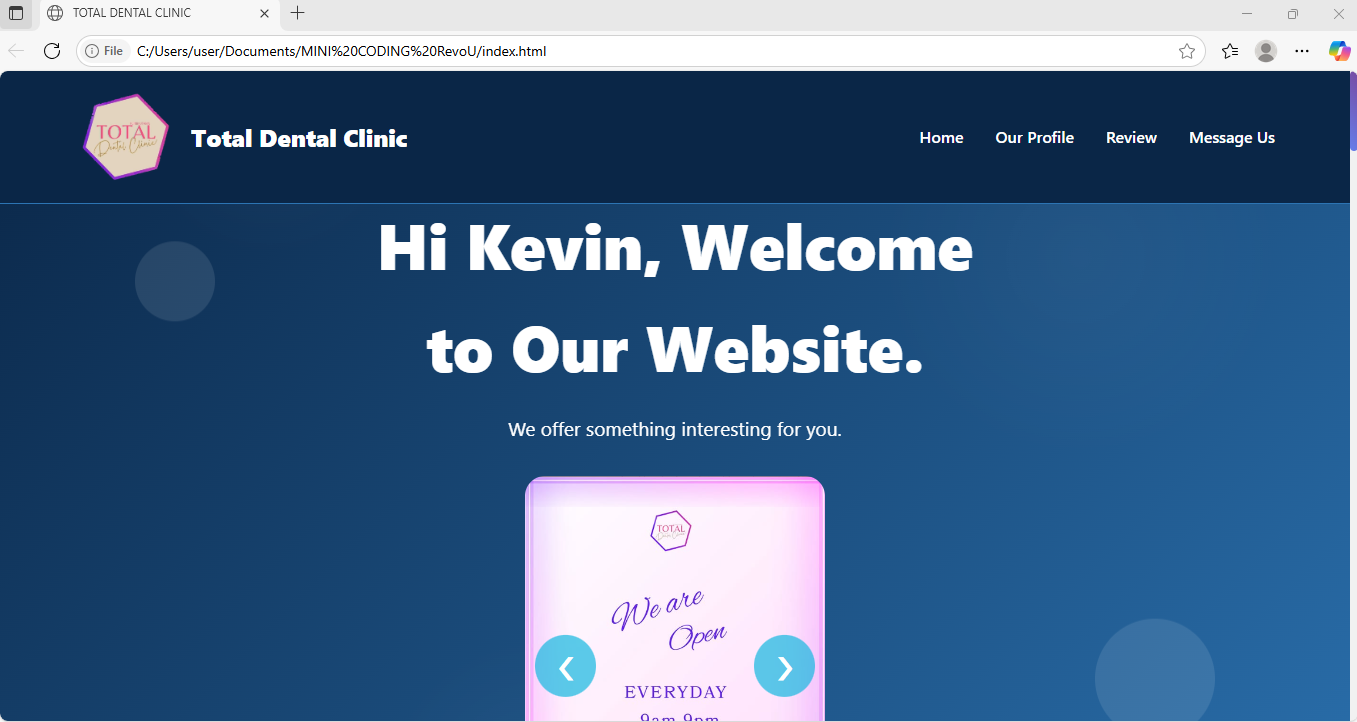 TOTAL DENTAL CLINIC
File
C:/Users/user/Documents/MINI%20CODING%20RevoU/index.html
TOTAL
Dental Clinic
Total Dental Clinic
Home
Our Profile
Review
Message Us
Hi Kevin, Welcome
to Our Website.
We offer something interesting for you.
TOTAL
Dental Clinic
We are
Open
EVERYDAY
9am-9pm